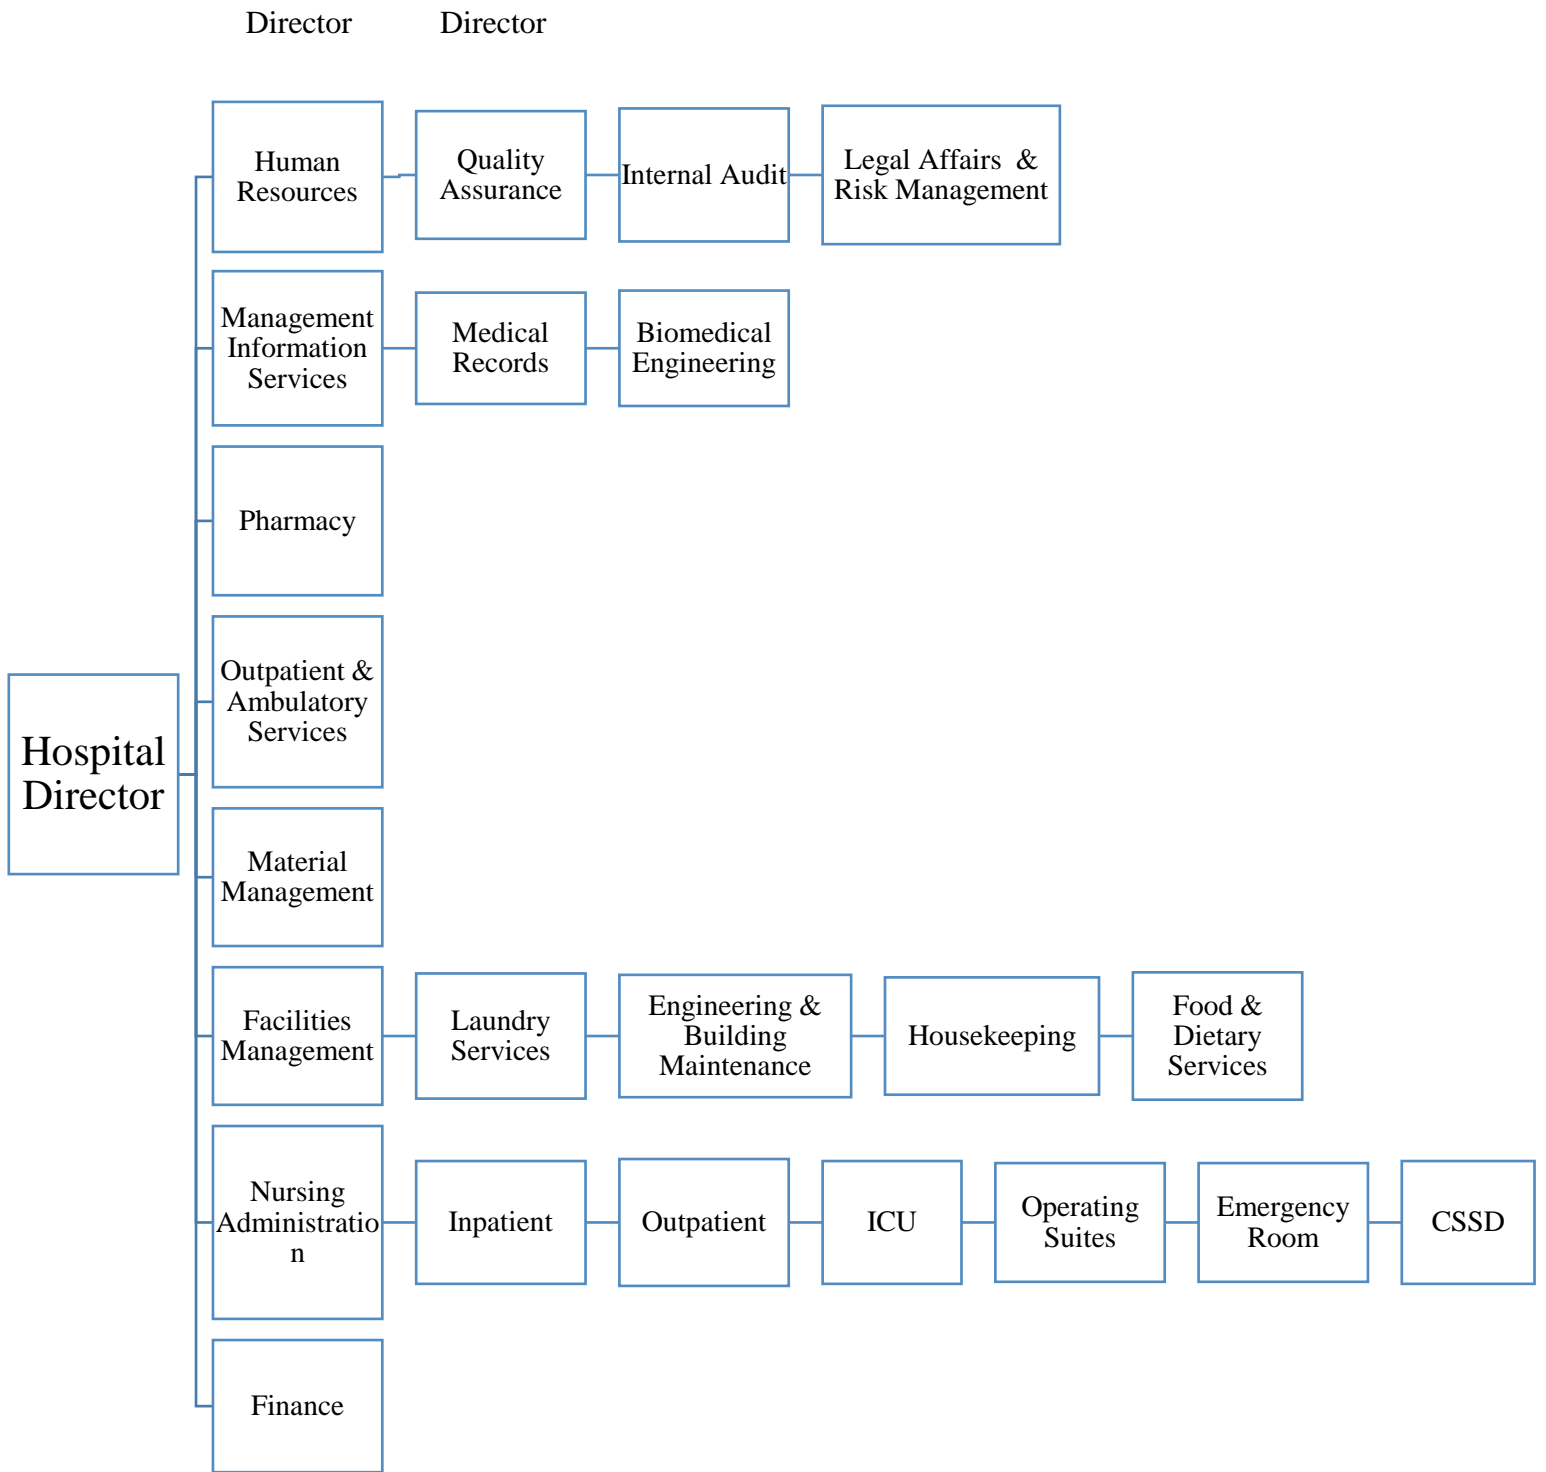 Director Director
Human
Resources
Quality
Assurance
Internal Audit
Legal Affairs &
Risk Management
Management
Information
Services
Medical
Records
Biomedical
Engineering
Pharmacy
Outpatient &
Ambulatory
Services
Hospital
Director
Material
Management
Facilities
Management
Laundry
Services
Engineering &
Building
Maintenance
Housekeeping
Food &
Dietary
Services
Nursing
Administratio
n
Inpatient
Outpatient
ICU
Operating
Suites
Emergency
Room
CSSD
Finance